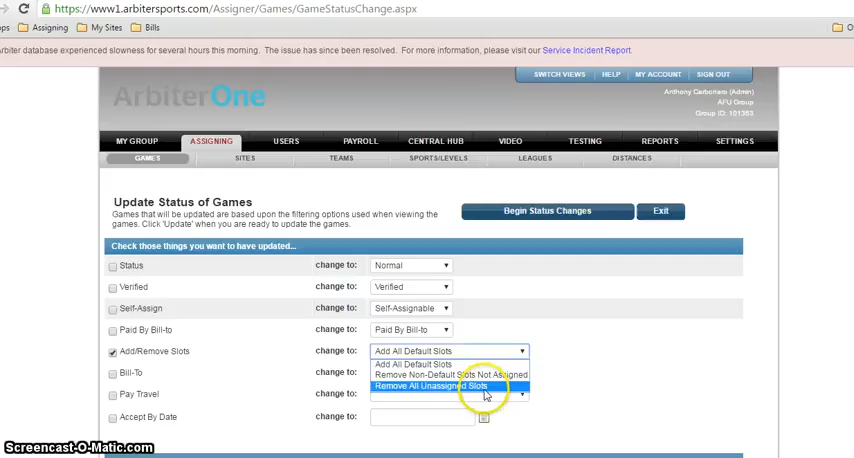 https://www1.arbitersports.com/Assigner/Games/GameStatusChange.aspx
Assigning My Sites Bills
database experienced slowness for several hours this morning. The issue has since been resolved. For more information, please visit our Service Incident Report.
SWITCH VIEWS HELP MY ACCOUNT SIGN OUT
ArbiterOne
(Admin)
AFU Group
Group ID: 101363
MY GROUP ASSIGNING USERS PAYROLL CENTRAL HUB VIDEO TESTING REPORTS SETTINGS
GAMES SITES TEAMS SPORTS/LEVELS LEAGUES DISTANCES
Update Status of Games
Games that will be updated are based upon the filtering options used when viewing the
games. Click 'Update' when you are ready to update the games.
Begin Status Changes Exit
Check those things you want to have updated...
Status change to: Normal
Verified change to: Verified
Self-Assign change to: Self-Assignable
Paid By Bill-to change to: Paid By Bill-to
Add/Remove Slots change to: Add All Default Slots
Add All Default Slots
Bill-To change to: Remove Non-Default Slots Not Assigned
Remove All Unassigned Slots
Pay Travel change to:
Accept By Date change to:
Screencast-O-Matic.com